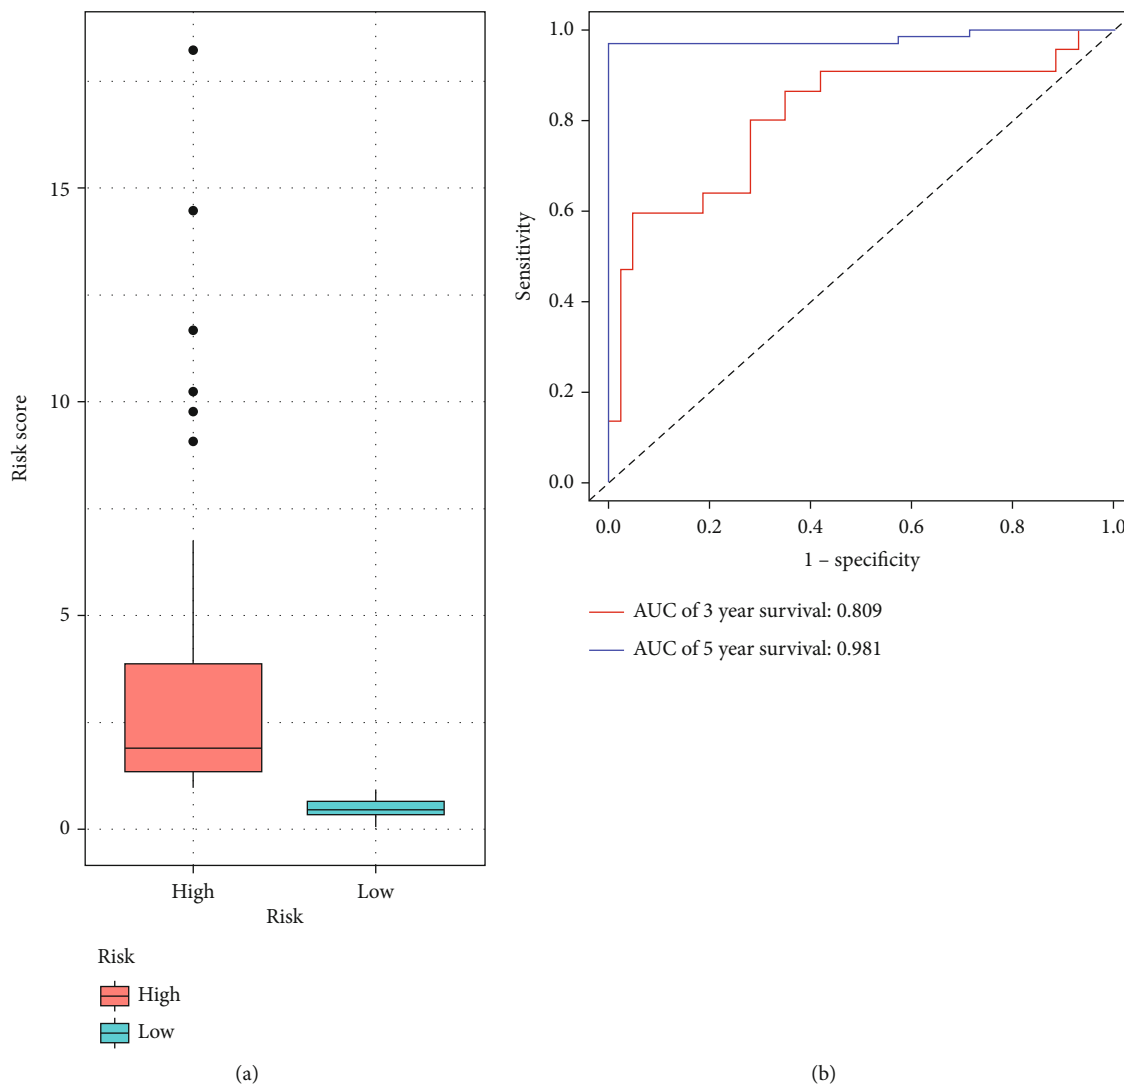 15
10
5
0
Risk score
High Low
Risk
Risk
High
Low
(a)
1.0
0.8
0.6
0.4
0.2
0.0
Sensitivity
0.0 0.2 0.4 0.6 0.8 1.0
1 – specificity
AUC of 3 year survival: 0.809
AUC of 5 year survival: 0.981
(b)